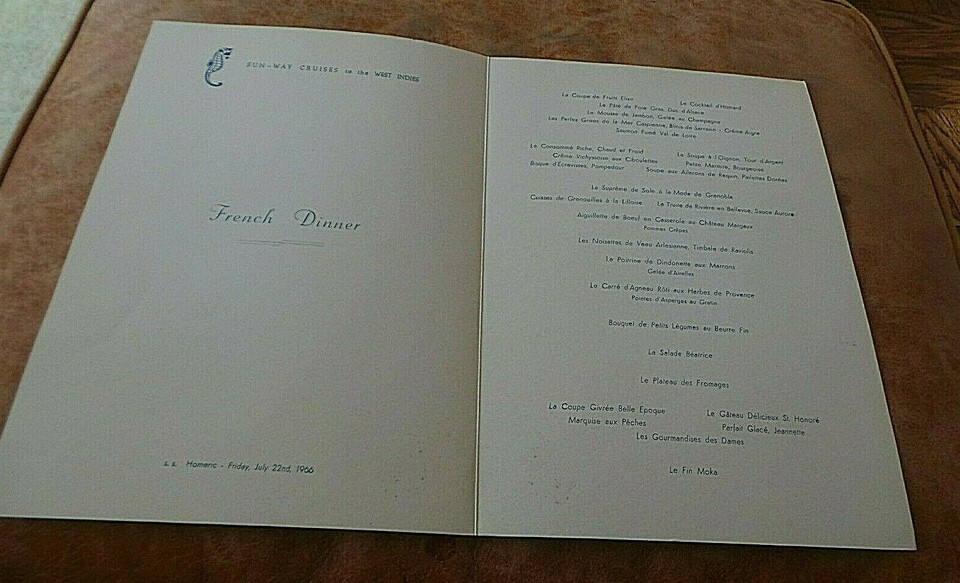 SUN-WAY CRUISES to the WEST INDIES
French Dinner
s. s. Homeric - Friday, July 22nd, 1966
La Coupe de Fruits Elixir Le Cocktail d'Homard
Le Pâté de Foie Gras, Duc d'Alsace
La Mousse de Jambon, Gelée au Champagne
Les Perles Grises de la Mer Caspienne, Blinis de Sarrasin - Crème Aigre
Saumon Fumé Val de Loire
Le Consommé Riche, Chaud et Froid La Soupe à l'Oignon, Tour d'Argent
Crème Vichyssoise aux Ciboulettes Petite Marmite, Bourgeoise
Bisque d'Ecrevisses, Pompadour Soupe aux Ailerons de Requin, Paillettes Dorées
Le Suprême de Sole à la Mode de Grenoble
Cuisses de Grenouilles à la Lilloise La Truite de Rivière en Bellevue, Sauce Aurore
Aiguillette de Boeuf en Casserole au Château Margaux
Pommes Crêpes
Les Noisettes de Veau Arlesienne, Timbale de Raviolis
La Poitrine de Dindonette aux Marrons
Gelée d'Airelles
Le Carré d'Agneau Rôti aux Herbes de Provence
Pointes d'Asperges au Gratin
Bouquet de Petits Légumes au Beurre Fin
La Salade Béatrice
Le Plateau des Fromages
La Coupe Givrée Belle Epoque Le Gâteau Délicieux St. Honoré
Marquise aux Pêches Parfait Glacé, Jeannette
Les Gourmandises des Dames
Le Fin Moka